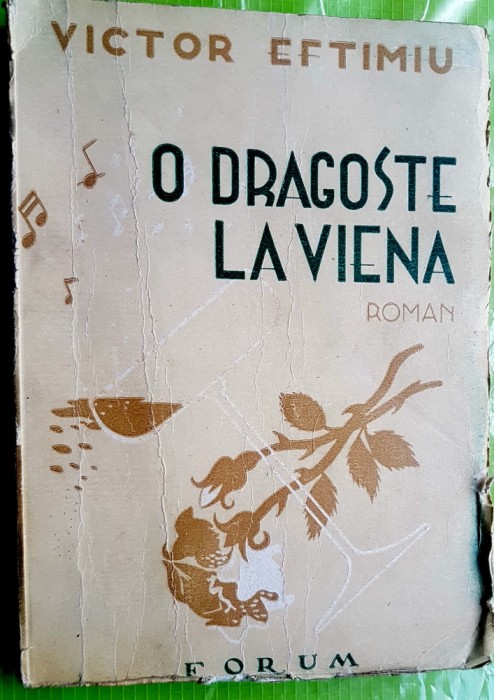 VICTOR EFTIMIU
O DRAGOSTE
LA VIENA
ROMAN
FORUM